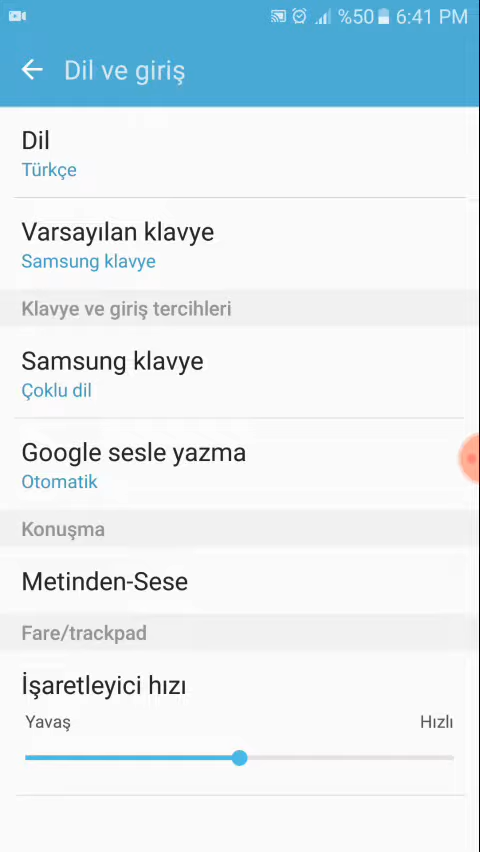 %50 6:41 PM
Dil ve giriş
Dil
Türkçe
Varsayılan klavye
Samsung klavye
Klavye ve giriş tercihleri
Samsung klavye
Çoklu dil
Google sesle yazma
Otomatik
Konuşma
Metinden-Sese
Fare/trackpad
İşaretleyici hızı
Yavaş Hızlı